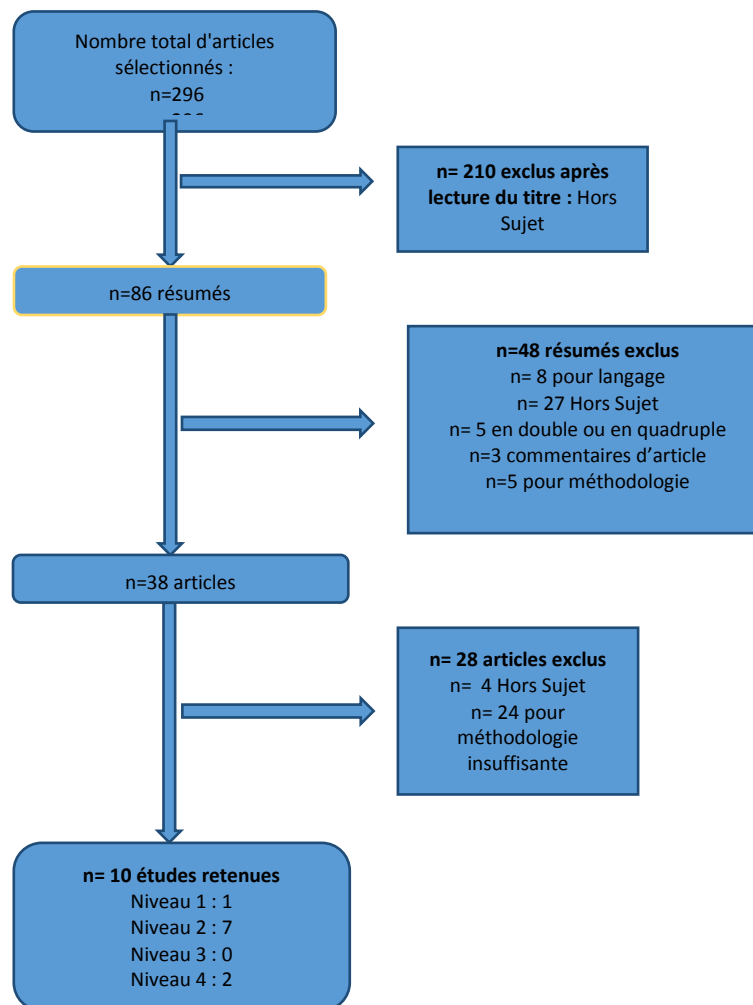 Nombre total d'articles
sélectionnés :
n=296
n= 210 exclus après
lecture du titre : Hors
Sujet
n=86 résumés
n=48 résumés exclus
n= 8 pour langage
n= 27 Hors Sujet
n= 5 en double ou en quadruple
n=3 commentaires d'article
n=5 pour méthodologie
n=38 articles
n= 28 articles exclus
n=  4 Hors Sujet
n= 24 pour
méthodologie
insuffisante
n= 10 études retenues
Niveau 1 : 1
Niveau 2 : 7
Niveau 3 : 0
Niveau 4 : 2